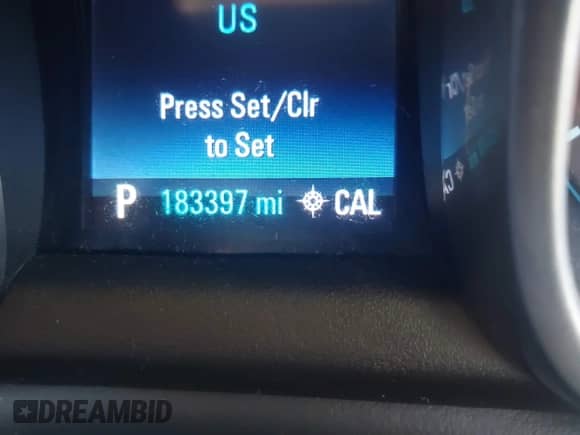 US
Press Set/Clr
to Set
P 183397 mi CAL
DREAMBID